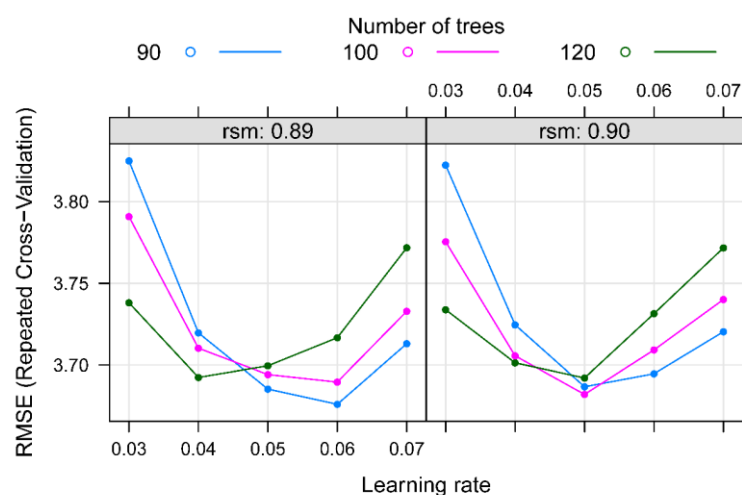 Number of trees
90 100 120
0.03 0.04 0.05 0.06 0.07
rsm: 0.89 rsm: 0.90
RMSE (Repeated Cross−Validation)
3.80
3.75
3.70
0.03 0.04 0.05 0.06 0.07
Learning rate